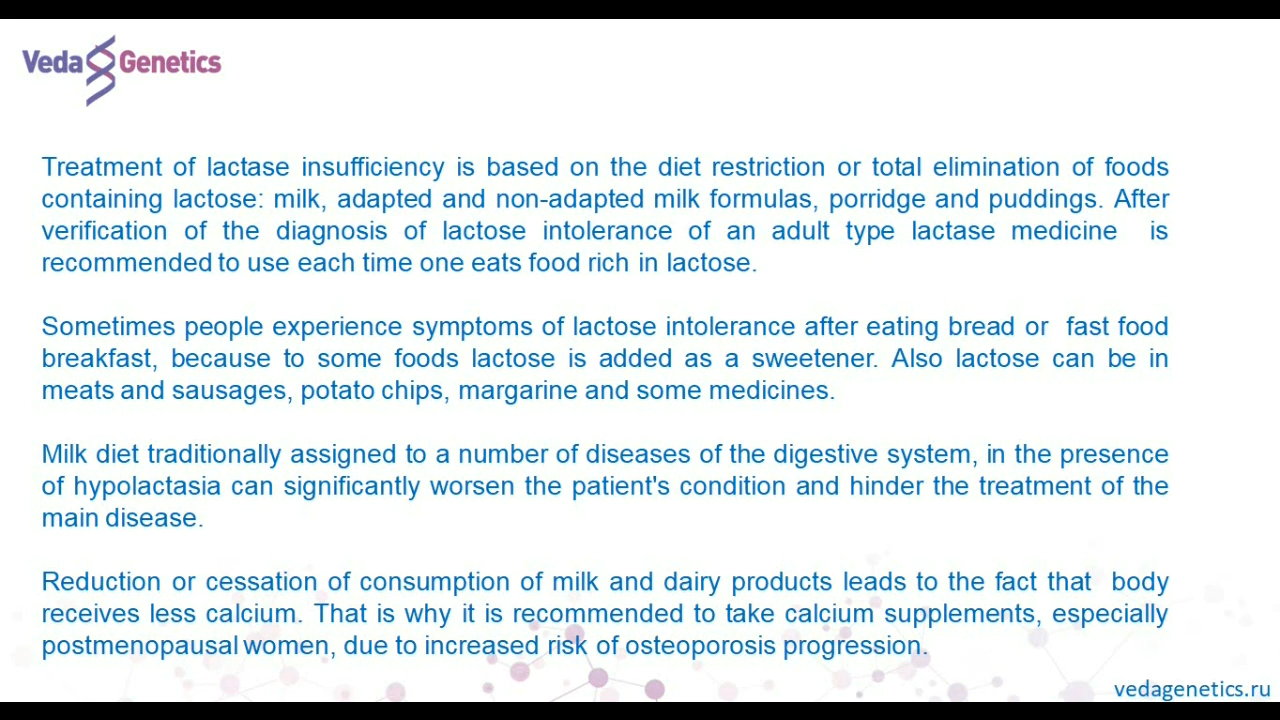 Veda Genetics
Treatment of lactase insufficiency is based on the diet restriction or total elimination of foods
containing lactose: milk, adapted and non-adapted milk formulas, porridge and puddings. After
verification of the diagnosis of lactose intolerance of an adult type lactase medicine is
recommended to use each time one eats food rich in lactose.
Sometimes people experience symptoms of lactose intolerance after eating bread or fast food
breakfast, because to some foods lactose is added as a sweetener. Also lactose can be in
meats and sausages, potato chips, margarine and some medicines.
Milk diet traditionally assigned to a number of diseases of the digestive system, in the presence
of hypolactasia can significantly worsen the patient's condition and hinder the treatment of the
main disease.
Reduction or cessation of consumption of milk and dairy products leads to the fact that body
receives less calcium. That is why it is recommended to take calcium supplements, especially
postmenopausal women, due to increased risk of osteoporosis progression.
vedagenetics.ru